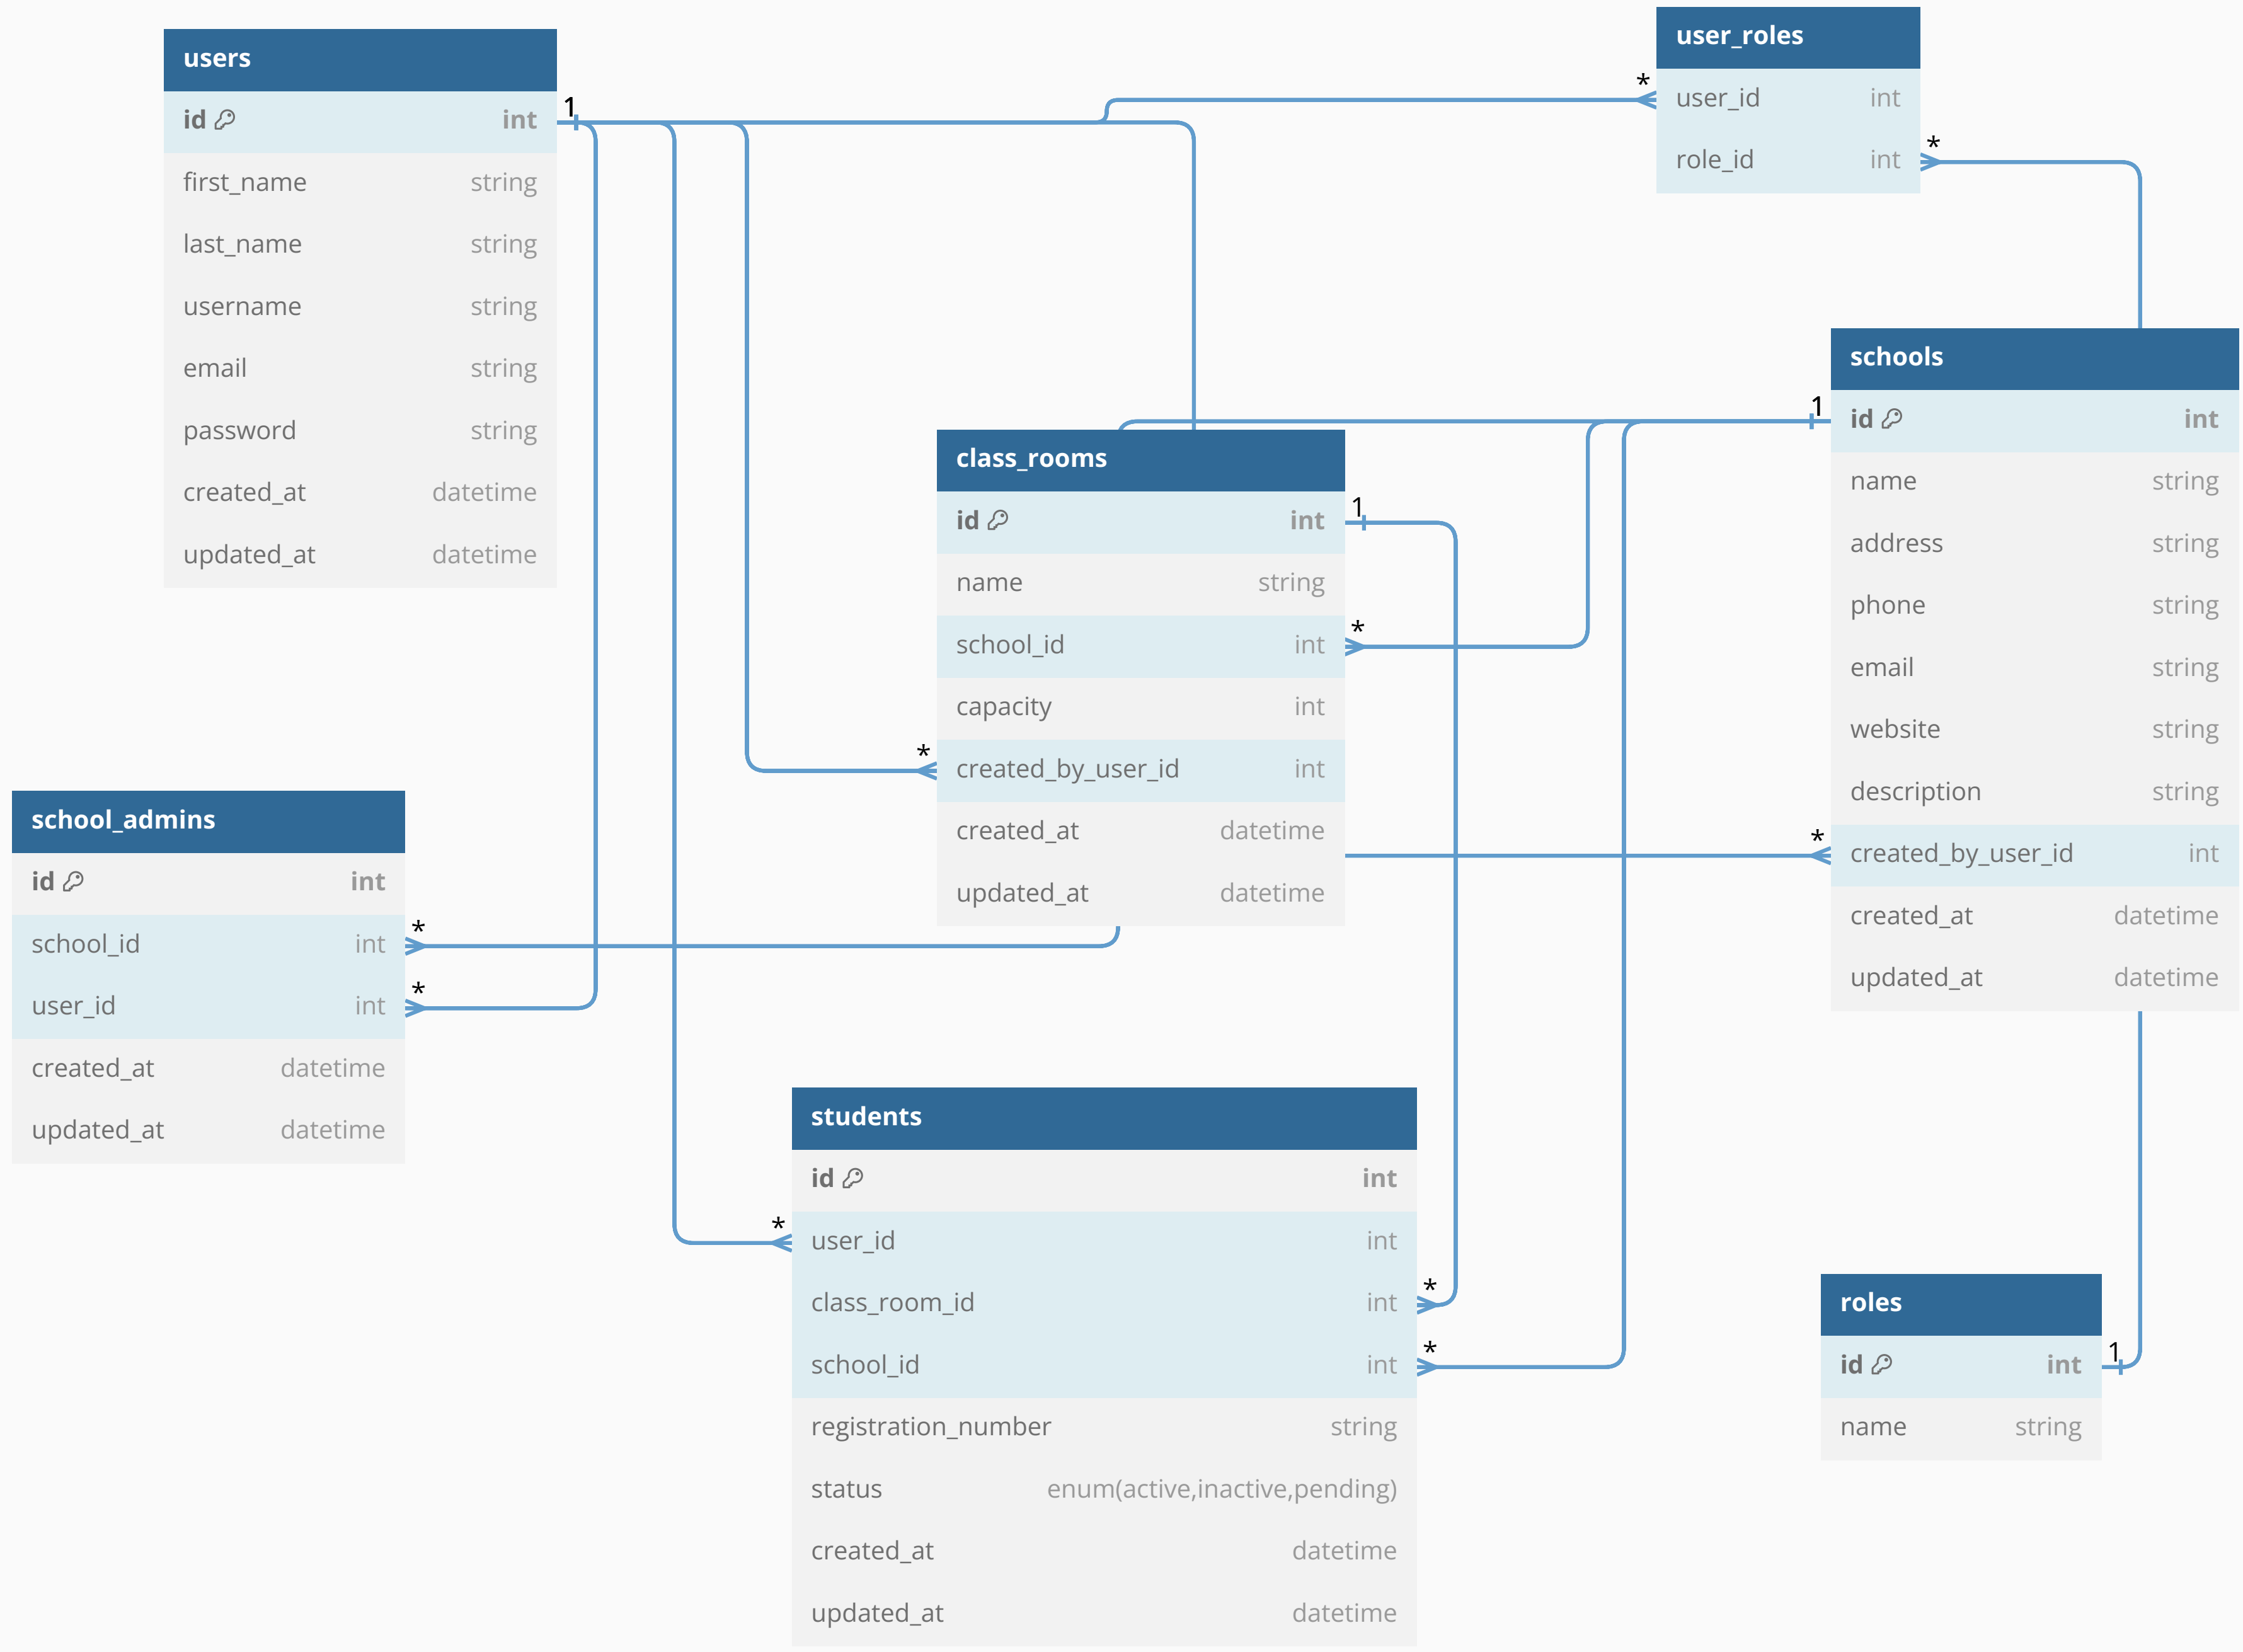 users
id int
first_name string
last_name string
username string
email string
password string
created_at datetime
updated_at datetime
1
user_roles
* user_id int
role_id int *
schools
1 id int
name string
address string
phone string
email string
website string
description string
* created_by_user_id int
created_at datetime
updated_at datetime
class_rooms
id int 1
name string
school_id int *
capacity int
* created_by_user_id int
created_at datetime
updated_at datetime
school_admins
id int
school_id int *
user_id int *
created_at datetime
updated_at datetime
students
id int
* user_id int
class_room_id int *
school_id int *
registration_number string
status enum(active,inactive,pending)
created_at datetime
updated_at datetime
roles
id int 1
name string